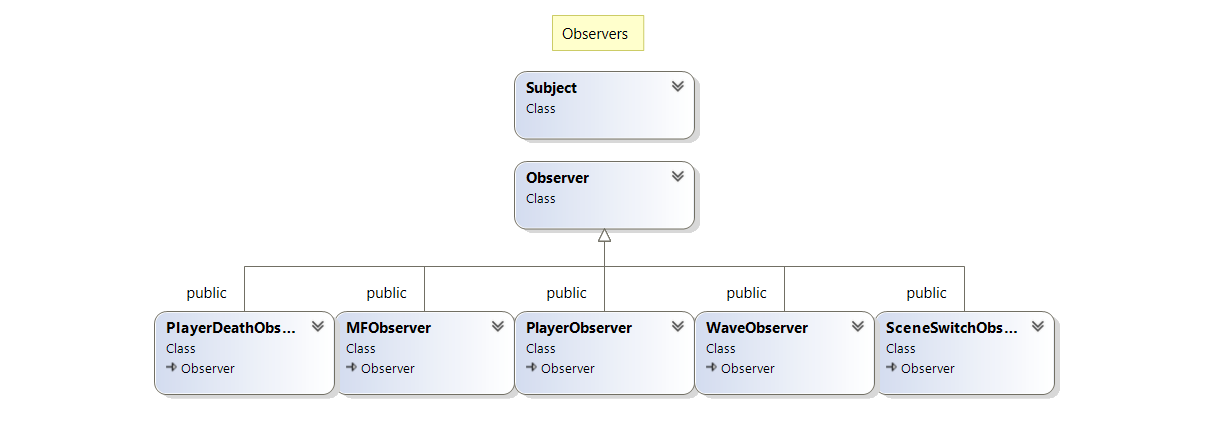 Observers
Subject
Class
Observer
Class
public public public public public
PlayerDeathObs... MFObserver PlayerObserver WaveObserver SceneSwitchObs...
Class Class Class Class Class
Observer Observer Observer Observer Observer